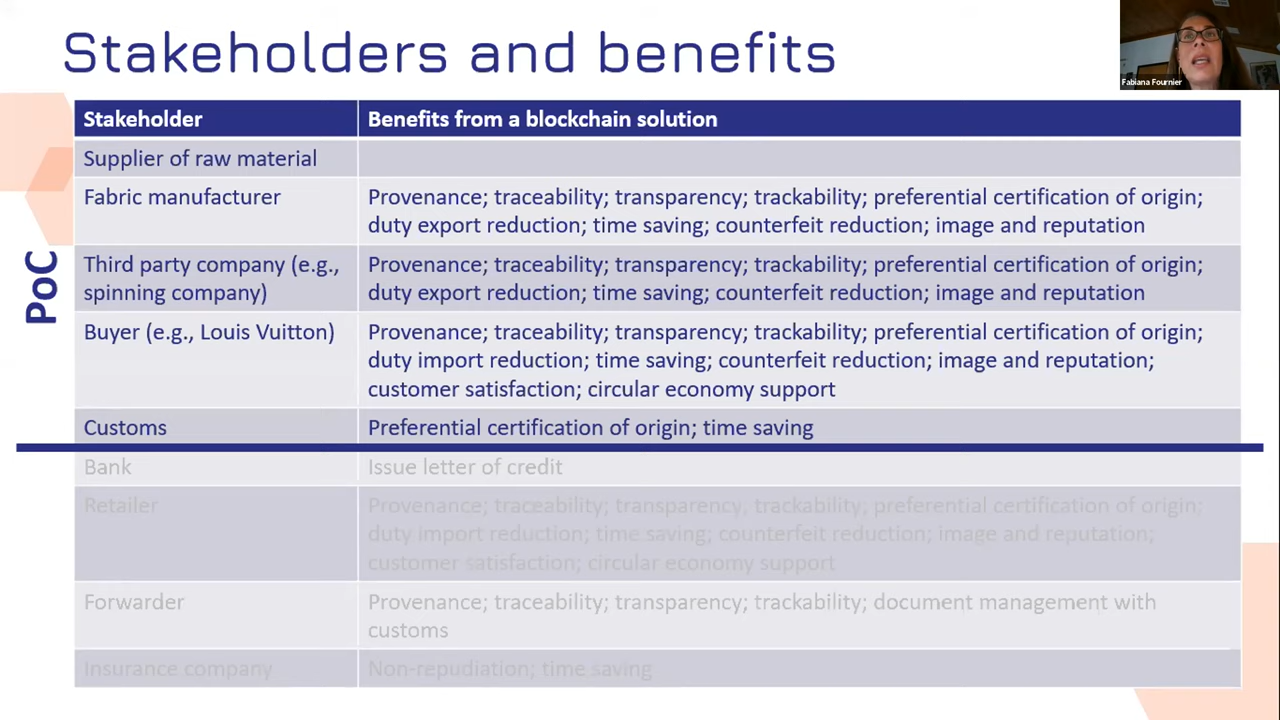 Stakeholders and benefits
Fabiana Fournier
Stakeholder
Benefits from a blockchain solution
Supplier of raw material
Fabric manufacturer
Provenance; traceability; transparency; trackability; preferential certification of origin;
duty export reduction; time saving; counterfeit reduction; image and reputation
PoC
Third party company (e.g.,
spinning company)
Provenance; traceability; transparency; trackability; preferential certification of origin;
duty export reduction; time saving; counterfeit reduction; image and reputation
Buyer (e.g., Louis Vuitton)
Provenance; traceability; transparency; trackability; preferential certification of origin;
duty import reduction; time saving; counterfeit reduction; image and reputation;
customer satisfaction; circular economy support
Customs
Preferential certification of origin; time saving
Bank
Issue letter of credit
Retailer
Provenance; traceability; transparency; trackability; preferential certification of origin;
duty import reduction; time saving; counterfeit reduction; image and reputation;
customer satisfaction; circular economy support
Forwarder
Provenance; traceability; transparency; trackability; document management with
customs
Insurance company
Non-repudiation; time saving